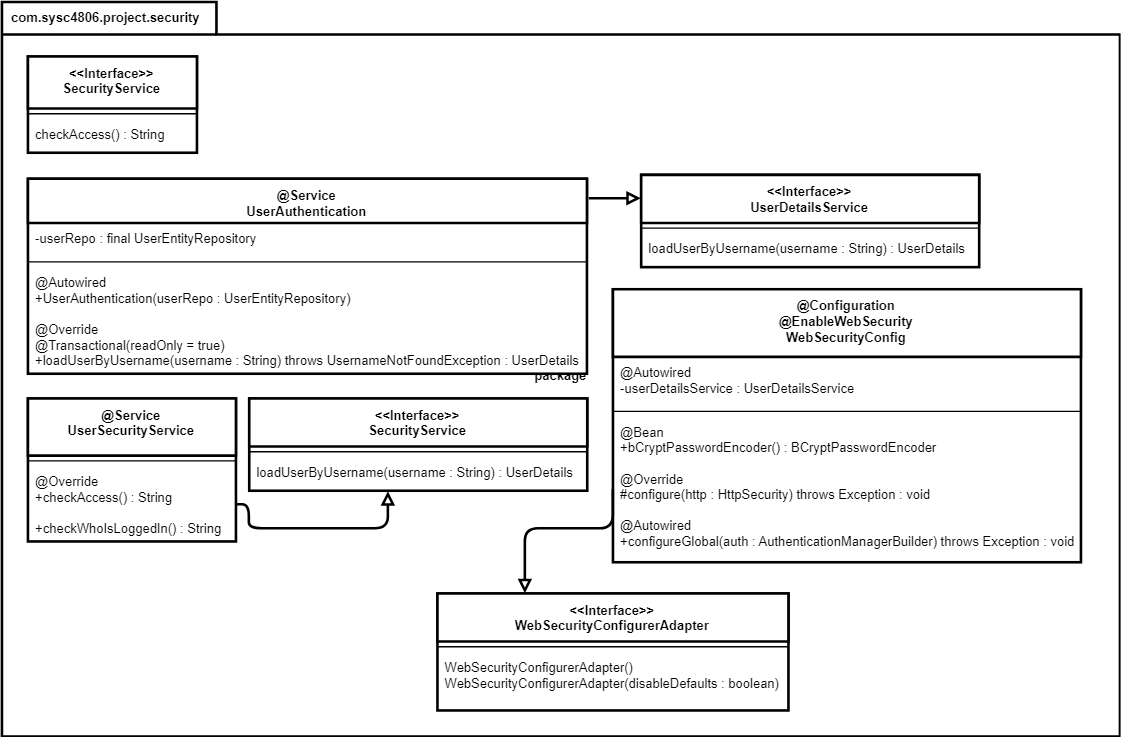 com.sysc4806.project.security
<<Interface>>
SecurityService
checkAccess() : String
@Service
UserAuthentication
-userRepo : final UserEntityRepository
@Autowired
+UserAuthentication(userRepo : UserEntityRepository)
@Override
@Transactional(readOnly = true)
+loadUserByUsername(username : String) throws UsernameNotFoundException : UserDetails
package
<<Interface>>
UserDetailsService
loadUserByUsername(username : String) : UserDetails
@Configuration
@EnableWebSecurity
WebSecurityConfig
@Autowired
-userDetailsService : UserDetailsService
@Bean
+bCryptPasswordEncoder() : BCryptPasswordEncoder
@Override
#configure(http : HttpSecurity) throws Exception : void
@Autowired
+configureGlobal(auth : AuthenticationManagerBuilder) throws Exception : void
@Service
UserSecurityService
@Override
+checkAccess() : String
+checkWhoIsLoggedIn() : String
<<Interface>>
SecurityService
loadUserByUsername(username : String) : UserDetails
<<Interface>>
WebSecurityConfigurerAdapter
WebSecurityConfigurerAdapter()
WebSecurityConfigurerAdapter(disableDefaults : boolean)